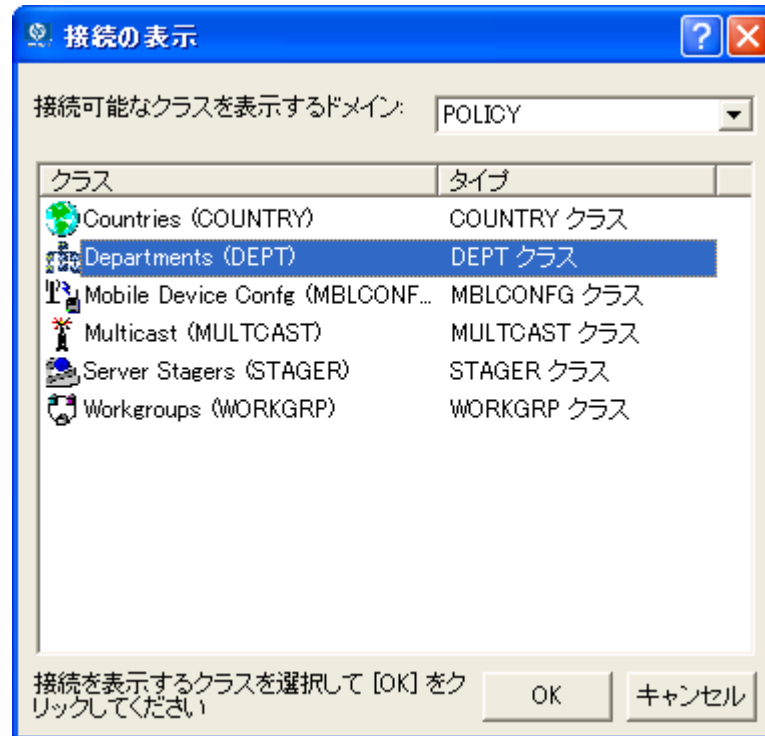 接続の表示
接続可能なクラスを表示するドメイン: POLICY
クラス タイプ
Countries (COUNTRY) COUNTRY クラス
Departments (DEPT) DEPT クラス
Mobile Device Confg (MBLCONF... MBLCONFG クラス
Multicast (MULTCAST) MULTCAST クラス
Server Stagers (STAGER) STAGER クラス
Workgroups (WORKGRP) WORKGRP クラス
接続を表示するクラスを選択して [OK] をク
リックしてください
OK キャンセル